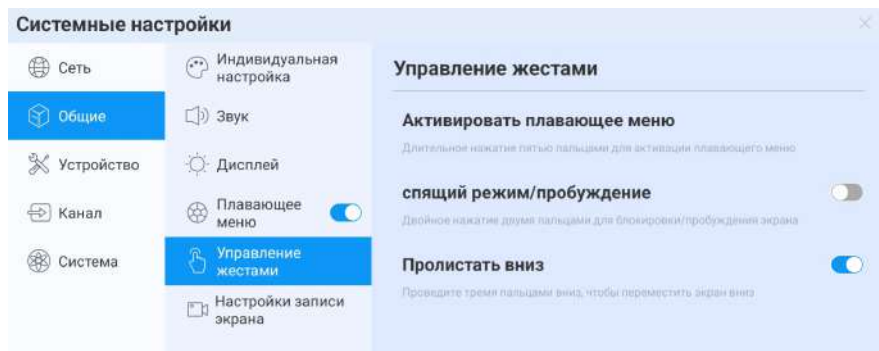 Системные настройки
Сеть
Общие
Устройство
Канал
Система
Индивидуальная
настройка
Звук
Дисплей
Плавающее
меню
Управление
жестами
Настройки записи
экрана
Управление жестами
Активировать плавающее меню
Длительное нажатие пятью пальцами для активации плавающего меню
спящий режим/пробуждение
Двойное нажатие двумя пальцами для блокировки/пробуждения экрана
Пролистать вниз
Проведите тремя пальцами вниз, чтобы переместить экран вниз